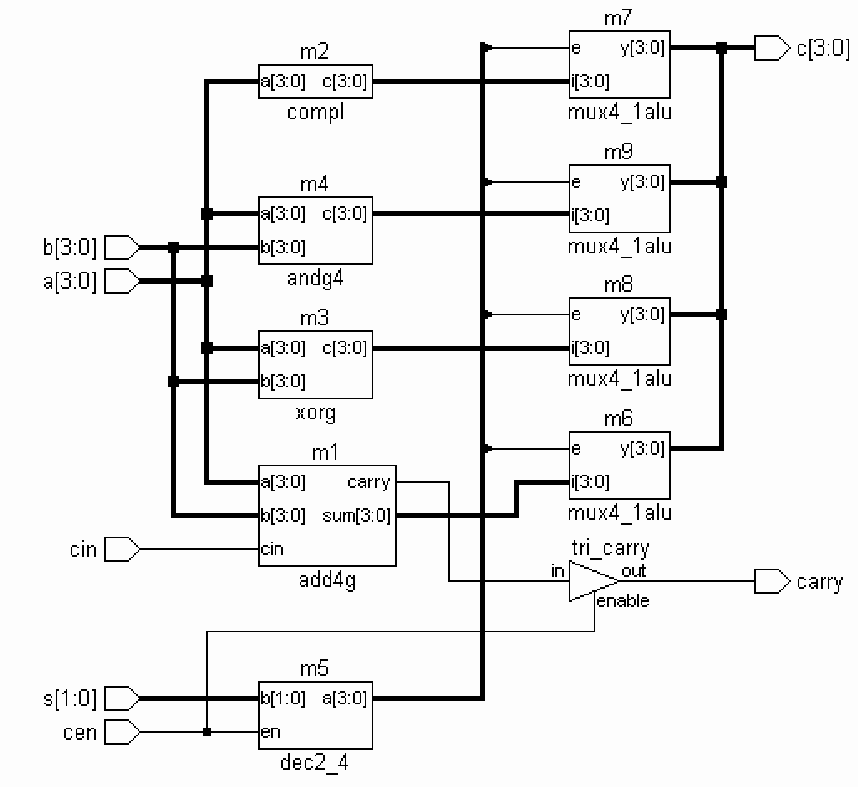 m7
e y[3:0] c[3:0]
m2
a[3:0] c[3:0] i[3:0]
compl mux4_1alu
m9
m4 e y[3:0]
a[3:0] c[3:0] i[3:0]
b[3:0] b[3:0] mux4_1alu
a[3:0] andg4 m8
m3 e y[3:0]
a[3:0] c[3:0] i[3:0]
b[3:0] mux4_1alu
xorg m6
m1 e y[3:0]
a[3:0] carry i[3:0]
b[3:0] sum[3:0] mux4_1alu
cin cin tri_carry
add4g in out carry
enable
m5
s[1:0] b[1:0] a[3:0]
cen en
dec2_4